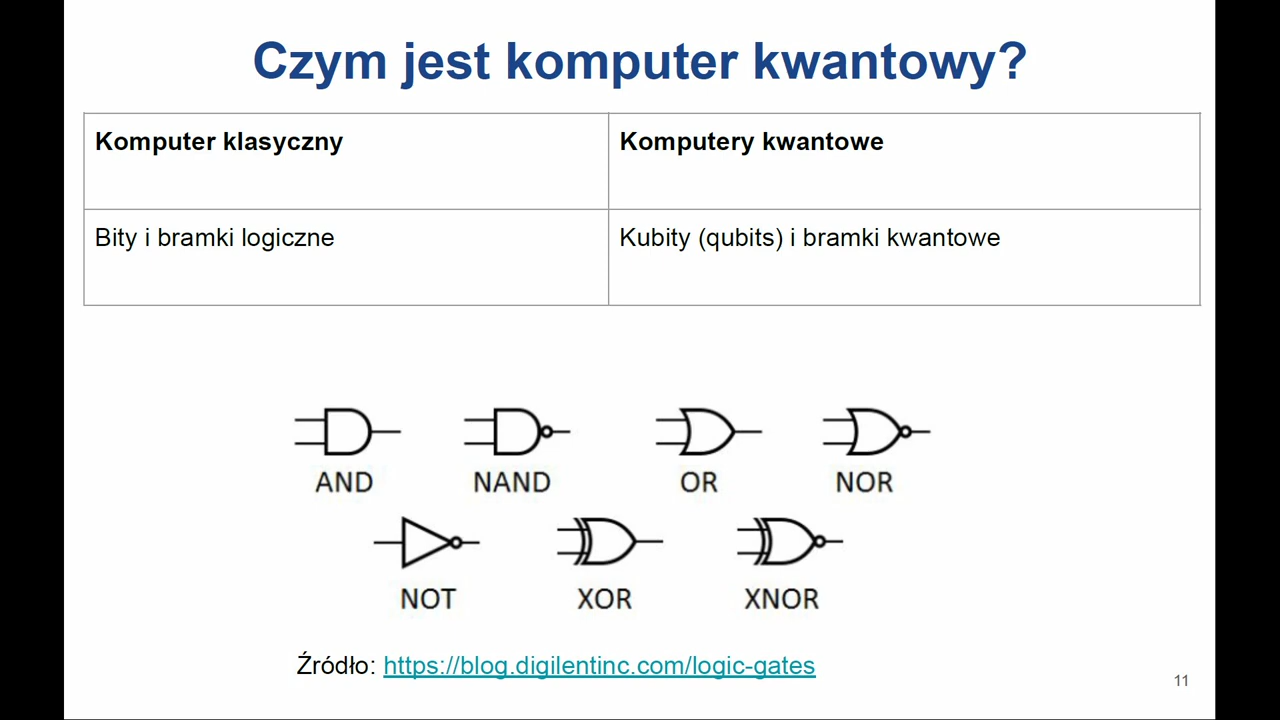 Czym jest komputer kwantowy?
Komputer klasyczny
Komputery kwantowe
Bity i bramki logiczne
Kubity (qubits) i bramki kwantowe
AND
NAND
OR
NOR
NOT
XOR
XNOR
Źródło: https://blog.digilentinc.com/logic-gates
11